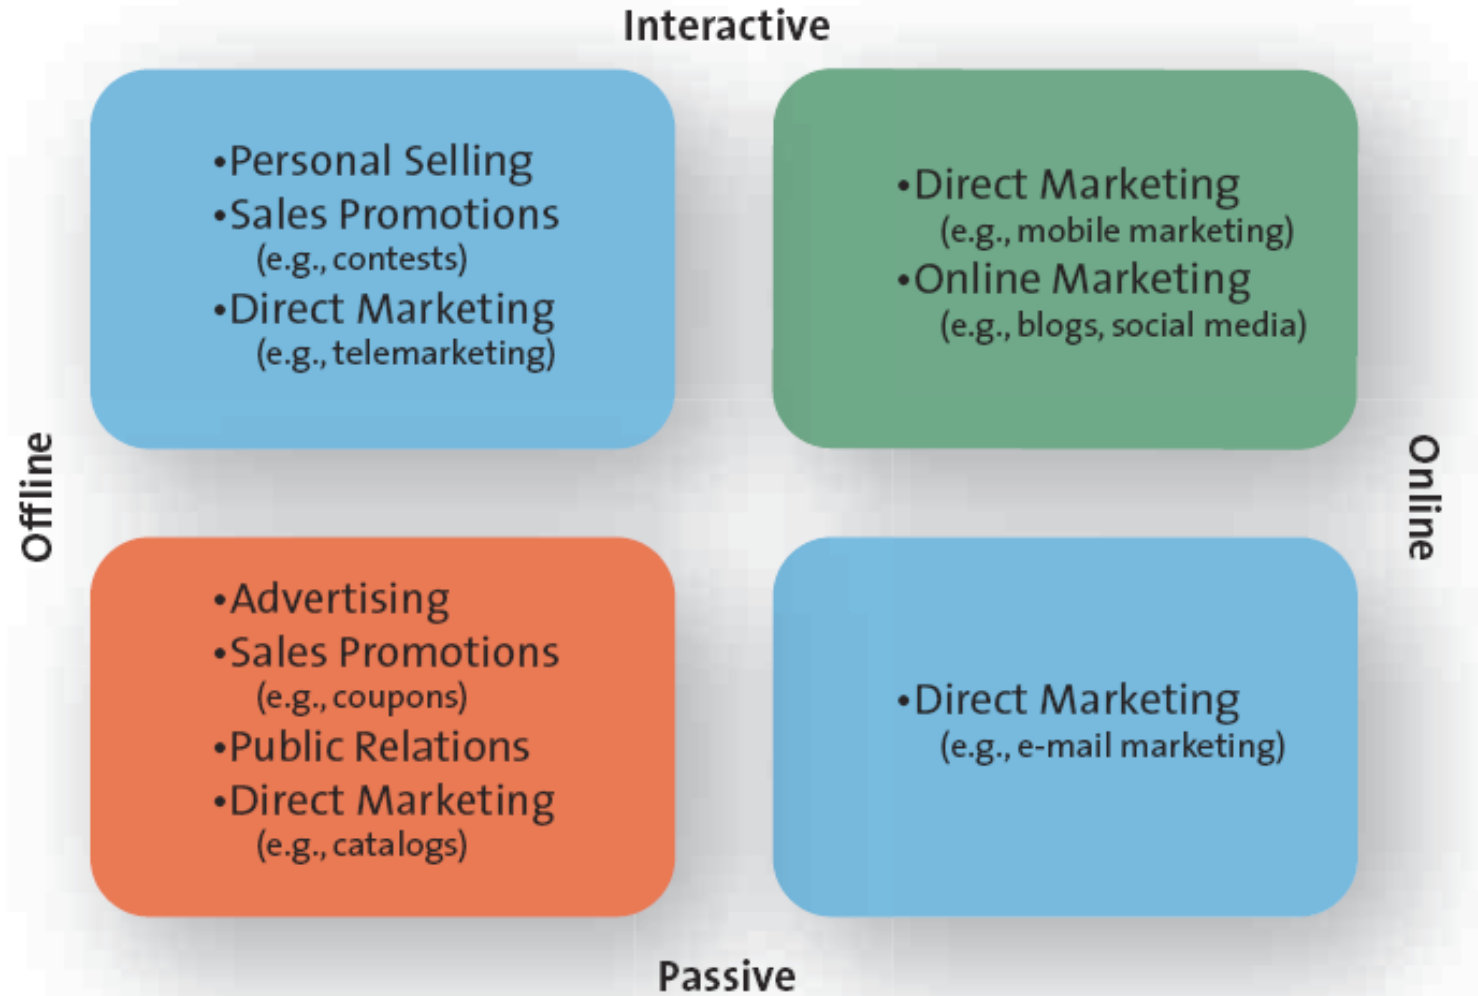 Interactive
•Personal Selling
•Sales Promotions
(e.g., contests)
•Direct Marketing
(e.g., telemarketing)
•Direct Marketing
(e.g., mobile marketing)
•Online Marketing
(e.g., blogs, social media)
Offline
Online
•Advertising
•Sales Promotions
(e.g., coupons)
•Public Relations
•Direct Marketing
(e.g., catalogs)
•Direct Marketing
(e.g., e-mail marketing)
Passive